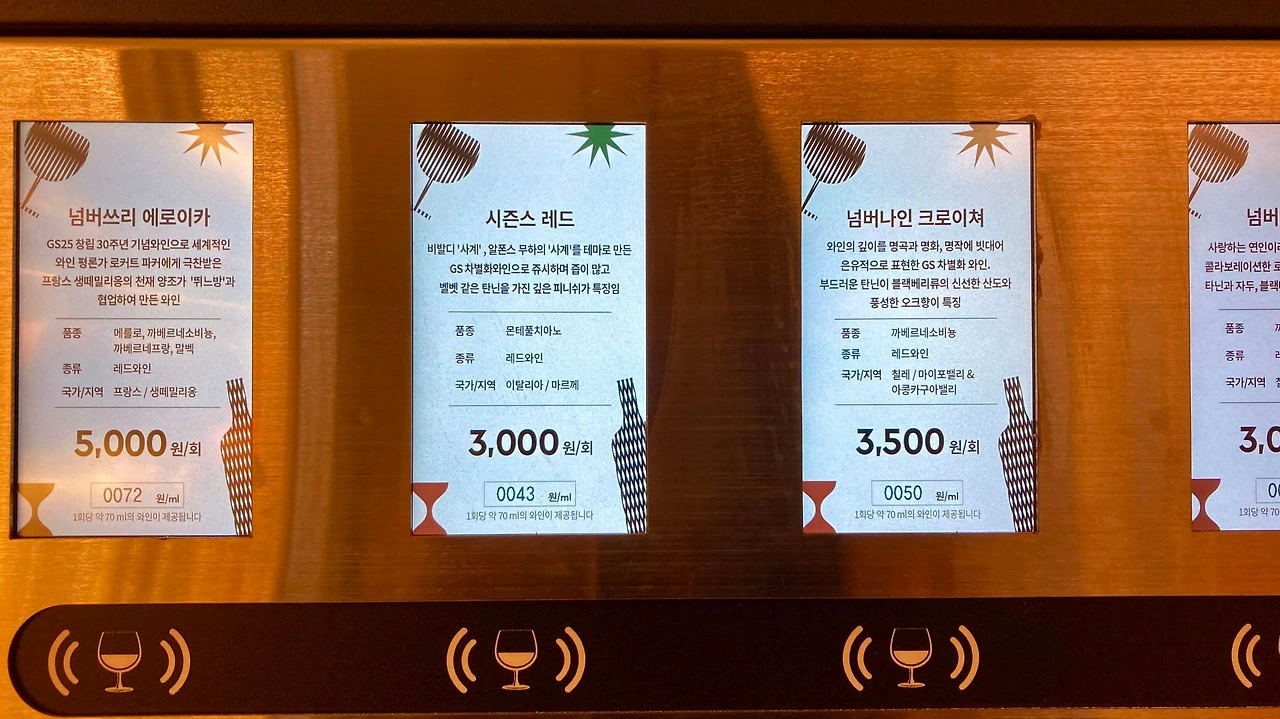 넘버쓰리 에로이카
GS25 창립 30주년 기념와인으로 세계적인
와인 평론가 로커트 파커에게 극찬받은
프랑스 생떼밀리옹의 천재 양조가 '뛰느방'과
협업하여 만든 와인
품종 메를로, 까베르네소비뇽,
까베르네프랑, 말벡
종류 레드와인
국가/지역 프랑스 / 생떼밀리옹
5,000 원/회
0072 원/ml
1회당 약 70 ml의 와인이 제공됩니다
시즌스 레드
비발디 '사계', 알폰스 무하의 '사계'를 테마로 만든
GS 차별화와인으로 쥬시하며 즙이 많고
벨벳 같은 탄닌을 가진 깊은 피니쉬가 특징임
품종 몬테풀치아노
종류 레드와인
국가/지역 이탈리아 / 마르께
3,000 원/회
0043 원/ml
1회당 약 70 ml의 와인이 제공됩니다
넘버나인 크로이쳐
와인의 깊이를 명곡과 명화, 명작에 빗대어
은유적으로 표현한 GS 차별화 와인.
부드러운 탄닌이 블랙베리류의 신선한 산도와
풍성한 오크향이 특징
품종 까베르네소비뇽
종류 레드와인
국가/지역 칠레 / 마이포밸리 &
아콩카구아밸리
3,500 원/회
0050 원/ml
1회당 약 70 ml의 와인이 제공됩니다
넘버
사랑하는 연인이
콜라보레이션한
타닌과 자두, 블랙
품종
종류
국가/지역
3,0
00
1회당 약 70